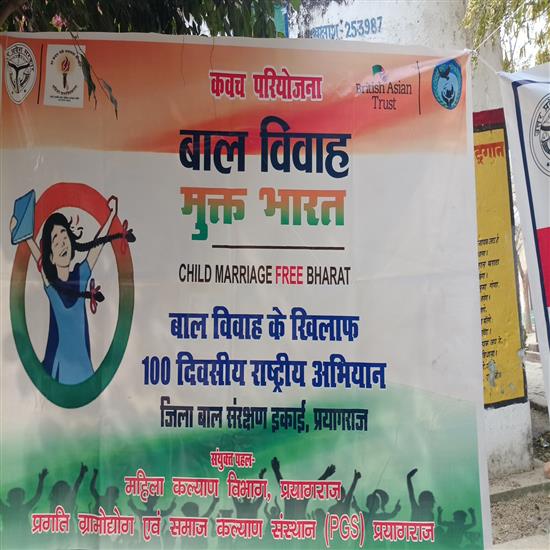 253987
कवच परियोजना
British Asian
Trust
बाल विवाह
मुक्त भारत
CHILD MARRIAGE FREE BHARAT
बाल विवाह के खिलाफ
100 दिवसीय राष्ट्रीय अभियान
जिला बाल संरक्षण इकाई, प्रयागराज
संयुक्त पहल-
महिला कल्याण विभाग, प्रयागराज
प्रगति ग्रामोद्योग एवं समाज कल्याण संस्थान (PGS) प्रयागराज